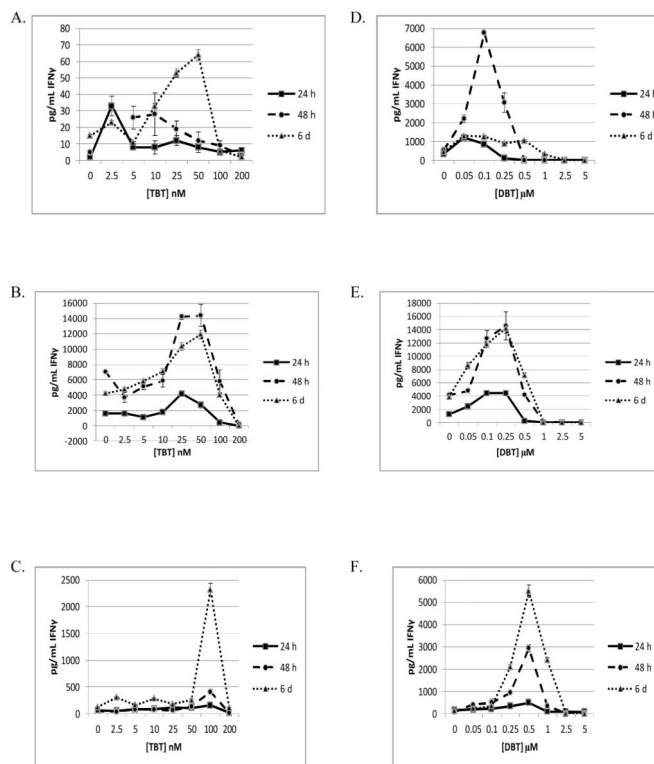 A.
pg/mL IFNγ
80
70
60
50
40
30
20
10
0
0 2.5 5 10 25 50 100 200
[TBT] nM
24 h
48 h
6 d
D.
pg/mL IFNγ
7000
6000
5000
4000
3000
2000
1000
0
0 0.05 0.1 0.25 0.5 1 2.5 5
[DBT] μM
24 h
48 h
6 d
B.
pg/mL IFNγ
16000
14000
12000
10000
8000
6000
4000
2000
0
-2000
0 2.5 5 10 25 50 100 200
[TBT] nM
24 h
48 h
6 d
E.
pg/mL IFNγ
18000
16000
14000
12000
10000
8000
6000
4000
2000
0
0 0.05 0.1 0.25 0.5 1 2.5 5
[DBT] μM
24 h
48 h
6 d
C.
pg/mL IFNγ
2500
2000
1500
1000
500
0
0 2.5 5 10 25 50 100 200
[TBT] nM
24 h
48 h
6 d
F.
pg/mL IFNγ
6000
5000
4000
3000
2000
1000
0
0 0.05 0.1 0.25 0.5 1 2.5 5
[DBT] μM
24 h
48 h
6 d